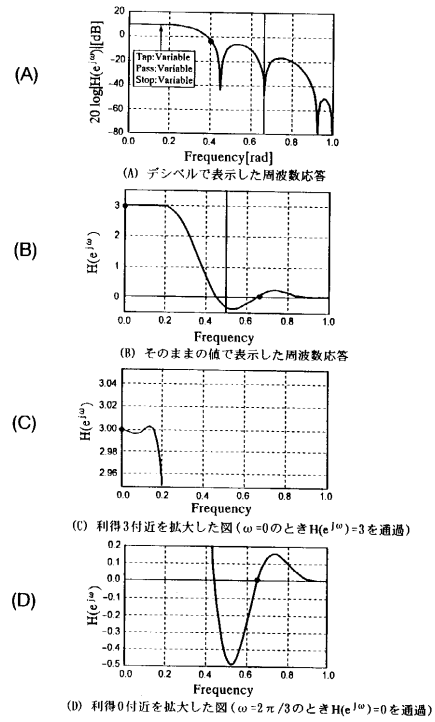 (A)
20 log|H(e^jω)|[dB]
20
0
-20
-40
-60
-80
Tap:Variable
Pass:Variable
Stop:Variable
0.0 0.2 0.4 0.6 0.8 1.0
Frequency[rad]
(A) デシベルで表示した周波数応答
(B)
H(e^jω)
3
2
1
0
0.0 0.2 0.4 0.6 0.8 1.0
Frequency
(B) そのままの値で表示した周波数応答
(C)
H(e^jω)
3.04
3.02
3.00
2.98
2.96
0.0 0.2 0.4 0.6 0.8 1.0
Frequency
(C) 利得3付近を拡大した図(ω=0のときH(e^jω)=3を通過)
(D)
H(e^jω)
0.2
0.1
0.0
-0.1
-0.2
-0.3
-0.4
-0.5
0.0 0.2 0.4 0.6 0.8 1.0
Frequency
(D) 利得0付近を拡大した図(ω=2π/3のときH(e^jω)=0を通過)